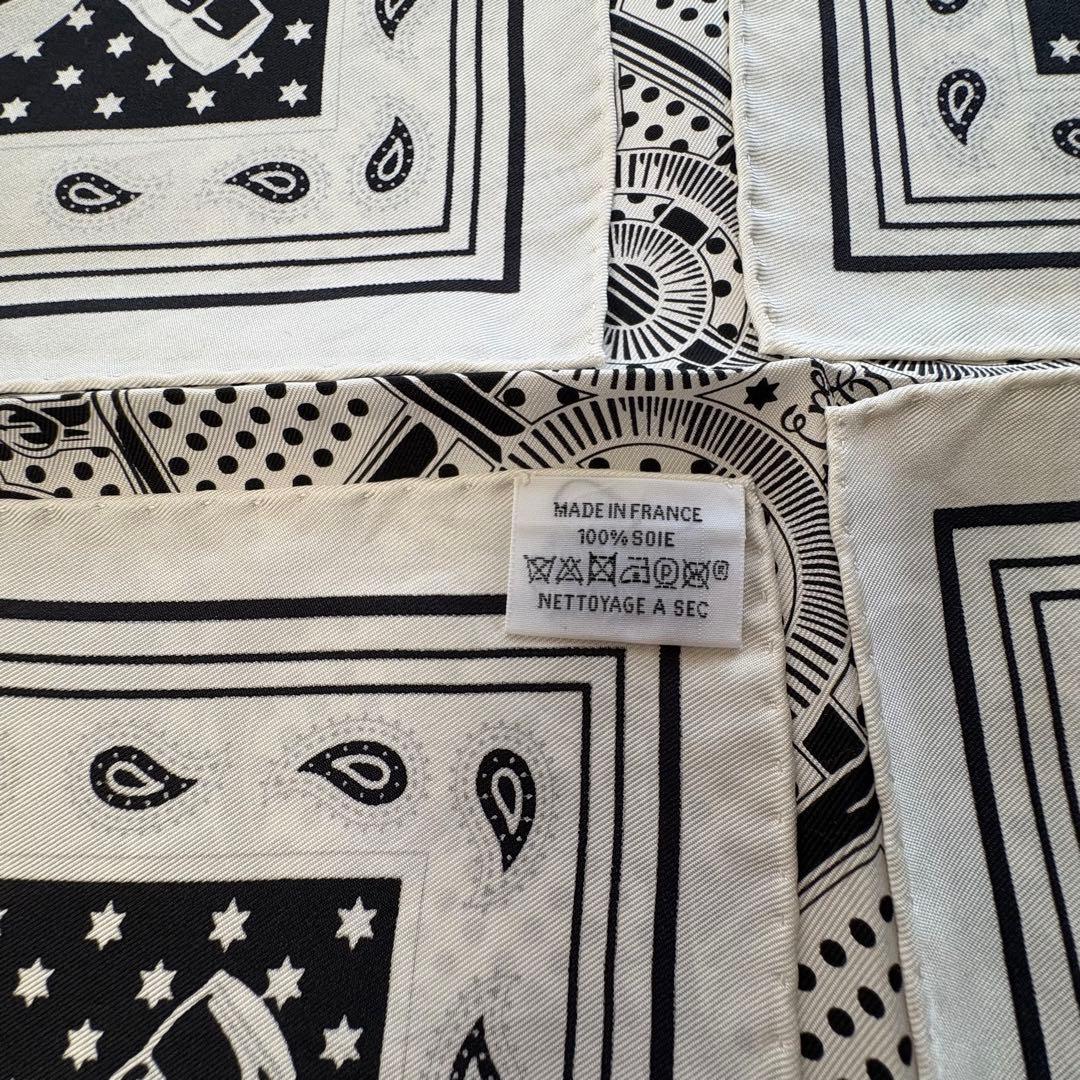 MADE IN FRANCE
100% SOIE
®
NETTOYAGE A SEC